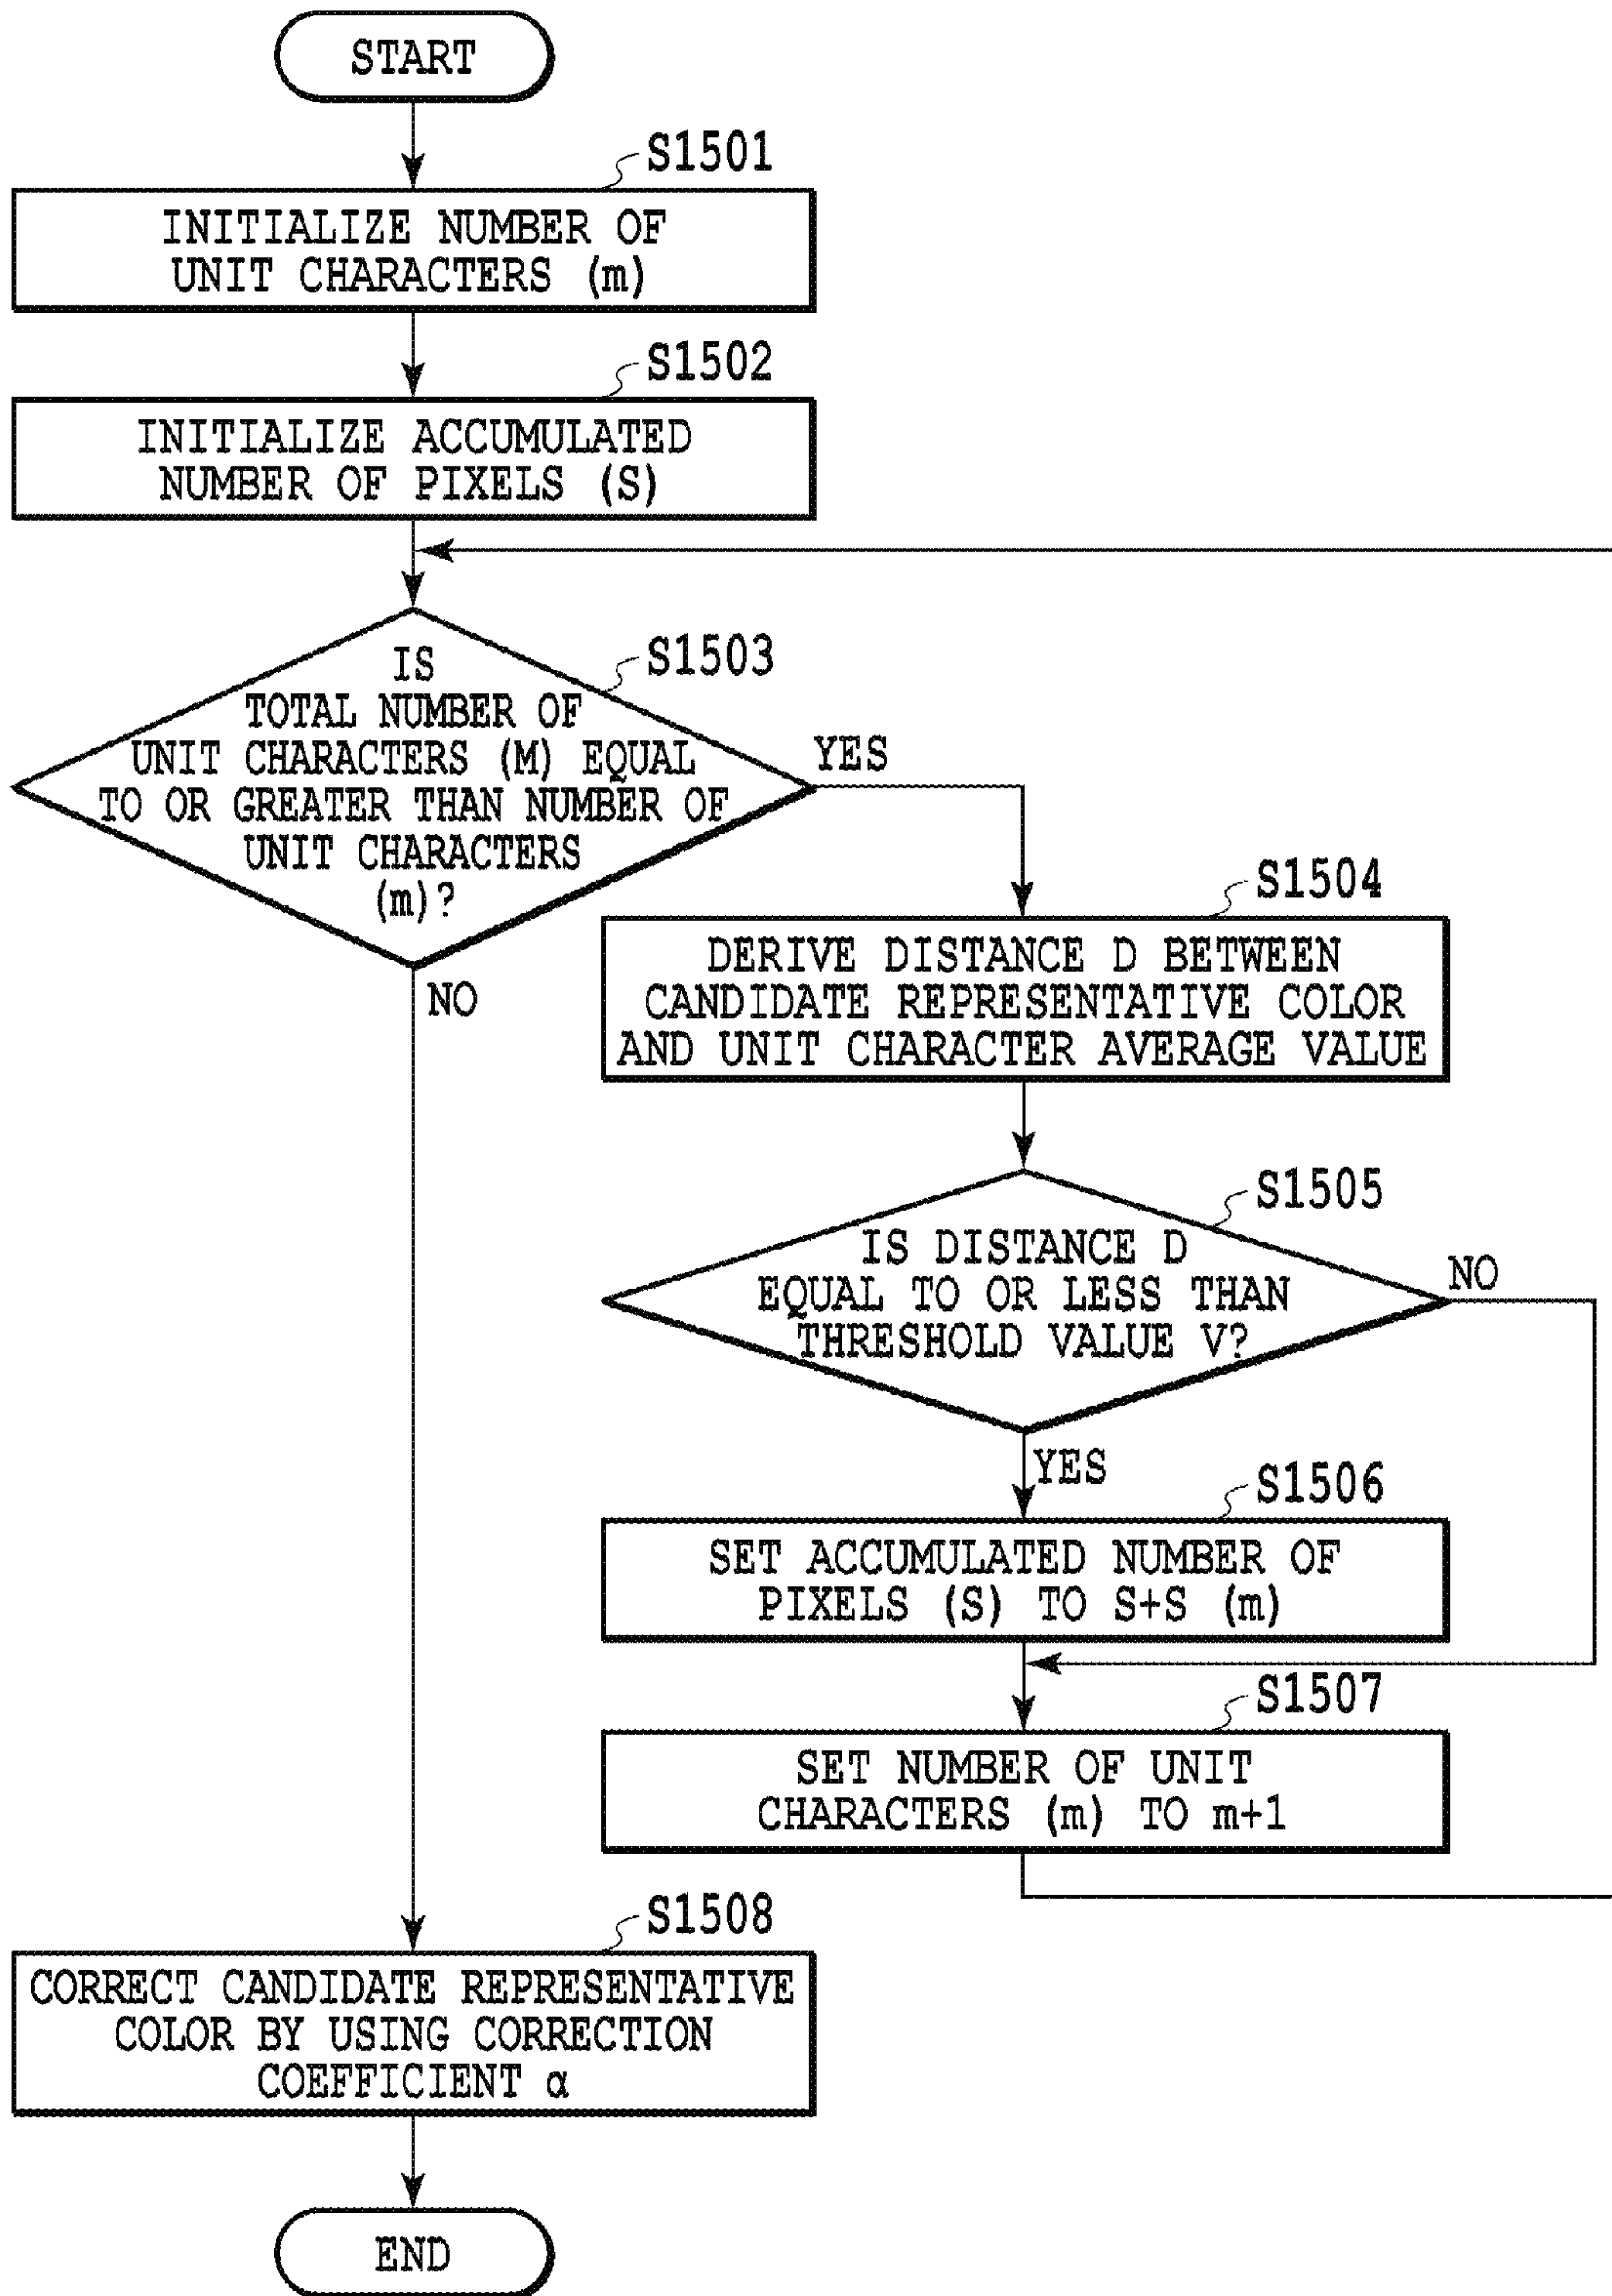 START
S1501
INITIALIZE NUMBER OF
UNIT CHARACTERS (m)
S1502
INITIALIZE ACCUMULATED
NUMBER OF PIXELS (S)
S1503
IS
TOTAL NUMBER OF
UNIT CHARACTERS (M) EQUAL
TO OR GREATER THAN NUMBER OF
UNIT CHARACTERS
(m)?
YES
NO
S1504
DERIVE DISTANCE D BETWEEN
CANDIDATE REPRESENTATIVE COLOR
AND UNIT CHARACTER AVERAGE VALUE
S1505
IS DISTANCE D
EQUAL TO OR LESS THAN
THRESHOLD VALUE V?
NO
YES
S1506
SET ACCUMULATED NUMBER OF
PIXELS (S) TO S+S (m)
S1507
SET NUMBER OF UNIT
CHARACTERS (m) TO m+1
S1508
CORRECT CANDIDATE REPRESENTATIVE
COLOR BY USING CORRECTION
COEFFICIENT α
END